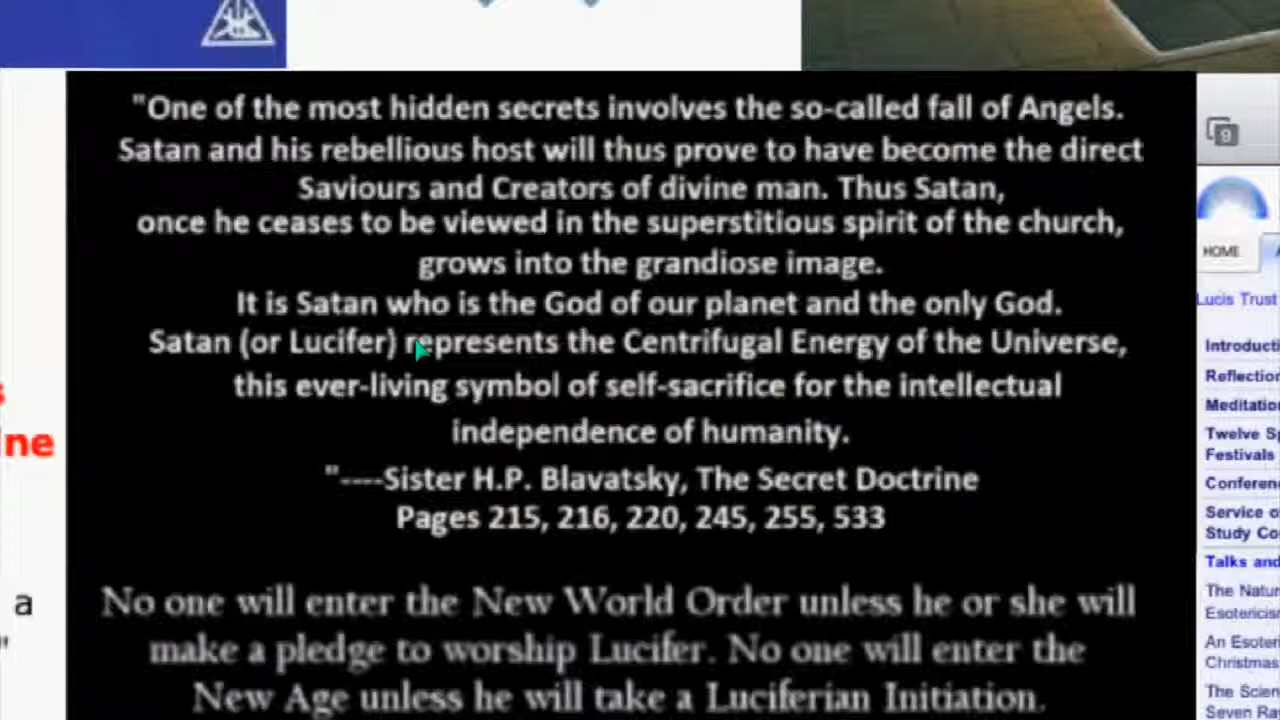 "One of the most hidden secrets involves the so-called fall of Angels.
Satan and his rebellious host will thus prove to have become the direct
Saviours and Creators of divine man. Thus Satan,
once he ceases to be viewed in the superstitious spirit of the church,
grows into the grandiose image.
It is Satan who is the God of our planet and the only God.
Satan (or Lucifer) represents the Centrifugal Energy of the Universe,
this ever-living symbol of self-sacrifice for the intellectual
independence of humanity.
"----Sister H.P. Blavatsky, The Secret Doctrine
Pages 215, 216, 220, 245, 255, 533
No one will enter the New World Order unless he or she will
make a pledge to worship Lucifer. No one will enter the
New Age unless he will take a Luciferian Initiation.
s
ine
a
"
9
HOME
Lucis Trust
Introducti
Reflection
Meditation
Twelve Sp
Festivals
Conferenc
Service o
Study Co
Talks and
The Natur
Esotericis
An Esoter
Christmas
The Scien
Seven Ra